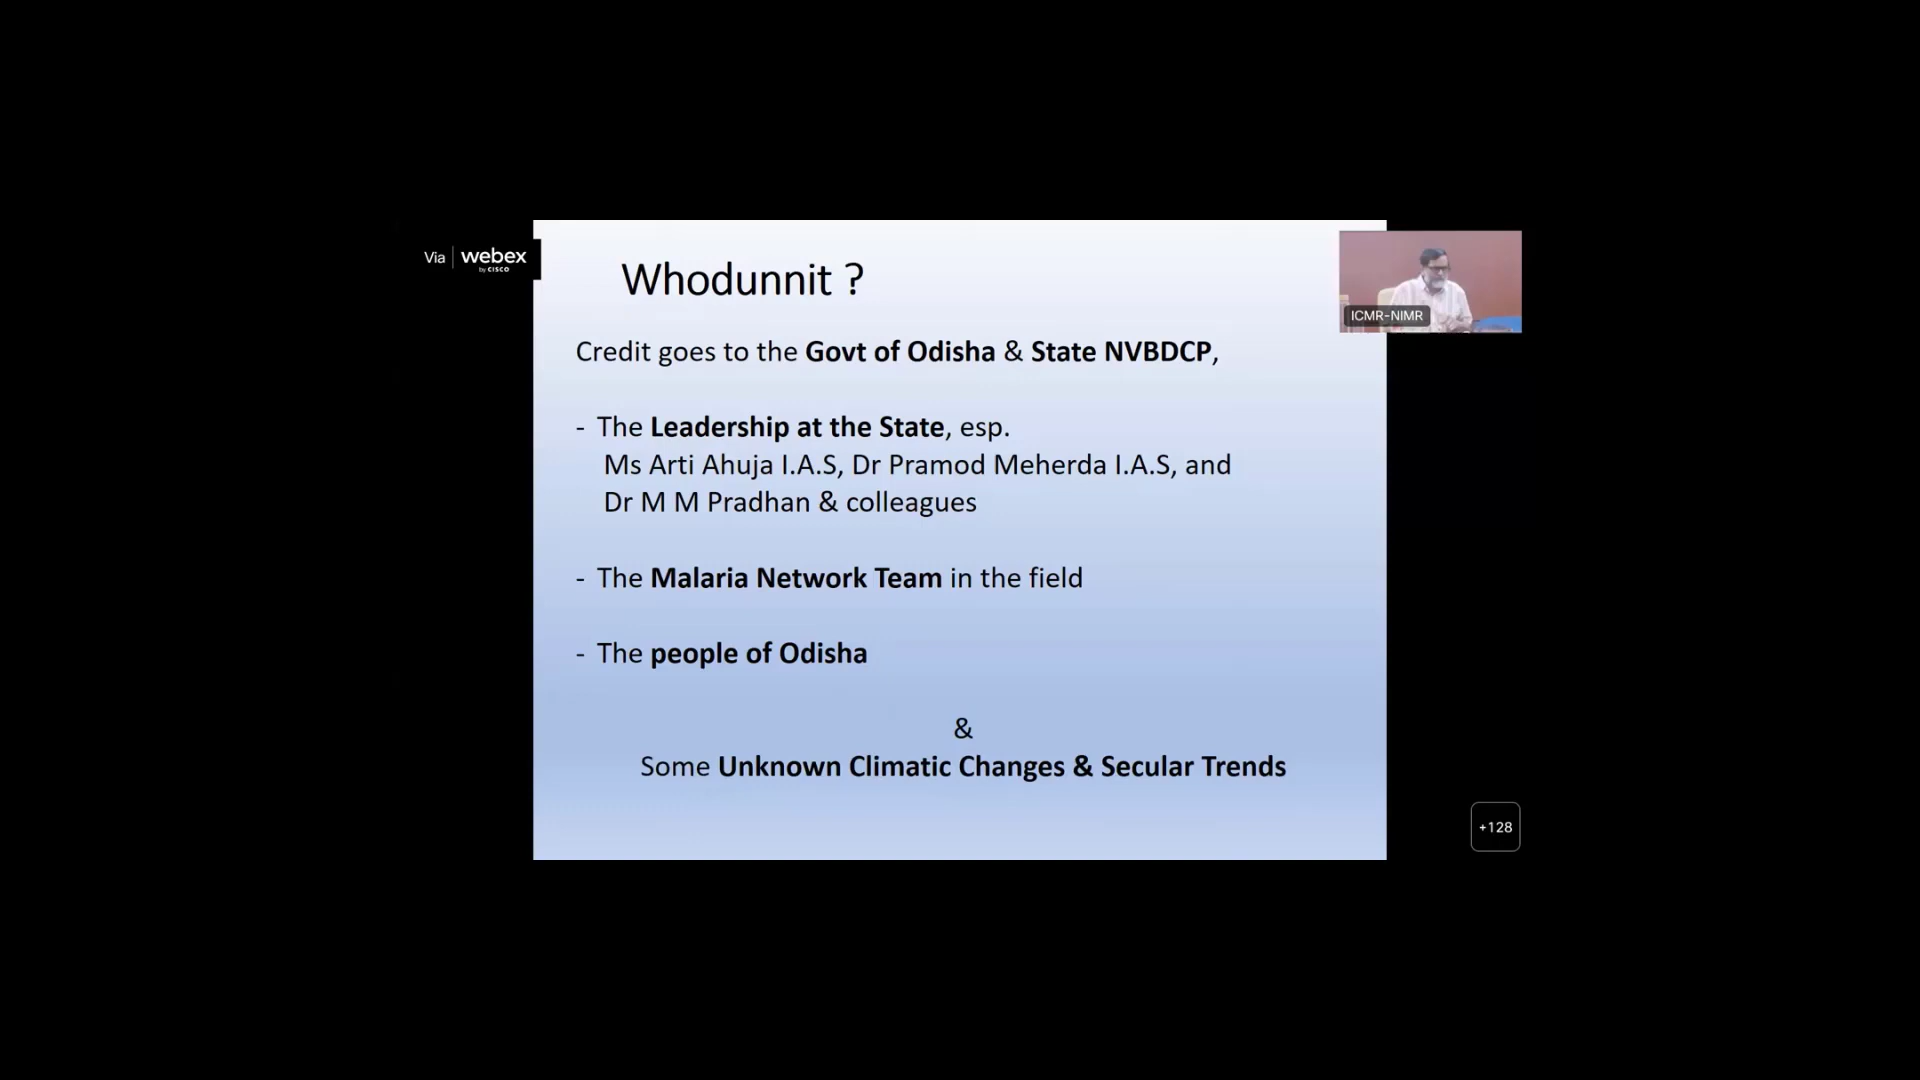 Via webex
by CISCO
Whodunnit ?
ICMR-NIMR
Credit goes to the Govt of Odisha & State NVBDCP,
- The Leadership at the State, esp.
Ms Arti Ahuja I.A.S, Dr Pramod Meherda I.A.S, and
Dr M M Pradhan & colleagues
- The Malaria Network Team in the field
- The people of Odisha
&
Some Unknown Climatic Changes & Secular Trends
+128